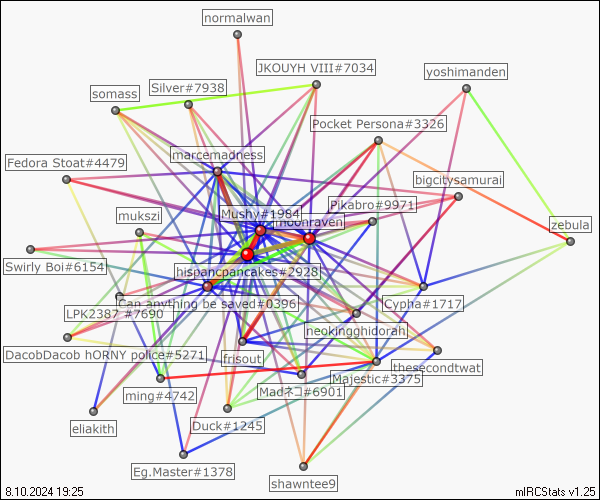 normalwan
JKOUYH VIII#7034
yoshimanden
Silver#7938
somass
Pocket Persona#3326
marcemadness
Fedora Stoat#4479
bigcitysamurai
Pikabro#9971
mukszi
Mushy#1984
moonraven
zebula
Swirly Boi#6154
hispancpancakes#2928
Can anything be saved#0396
Cypha#1717
LPK2387 #7690
neokingghidorah
DacobDacob hORNY police#5271
frisout
thesecondtwat
Majestic#3375
Madネコ#6901
ming#4742
Duck#1245
eliakith
Eg.Master#1378
shawntee9
8.10.2024 19:25
mIRCStats v1.25